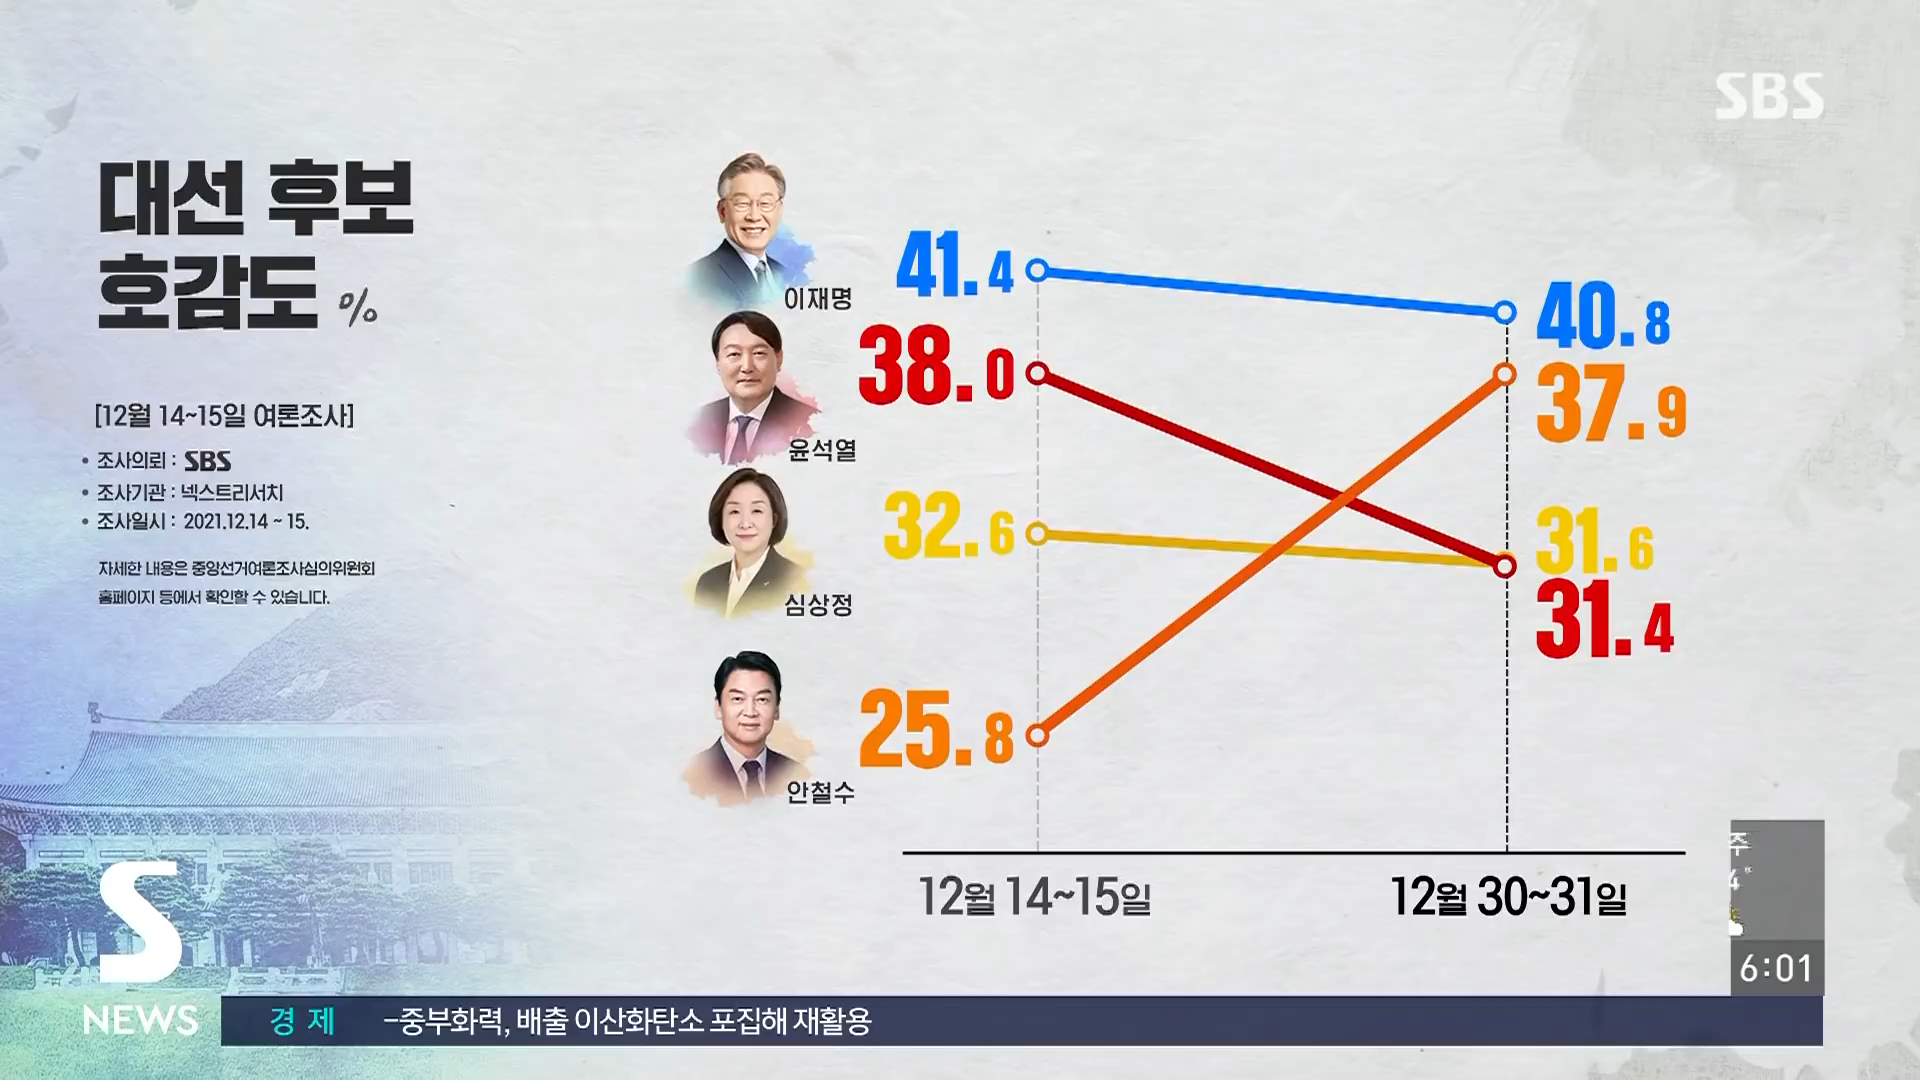 SBS
대선 후보
호감도 %
[12월 14~15일 여론조사]
• 조사의뢰 : SBS
• 조사기관 : 넥스트리서치
• 조사일시 : 2021.12.14 ~ 15.
자세한 내용은 중앙선거여론조사심의위원회
홈페이지 등에서 확인할 수 있습니다.
이재명
41.4
40.8
윤석열
38.0
37.9
심상정
32.6
31.6
31.4
안철수
25.8
12월 14~15일
12월 30~31일
주
4°
6:01
S
NEWS
경제
-중부화력, 배출 이산화탄소 포집해 재활용